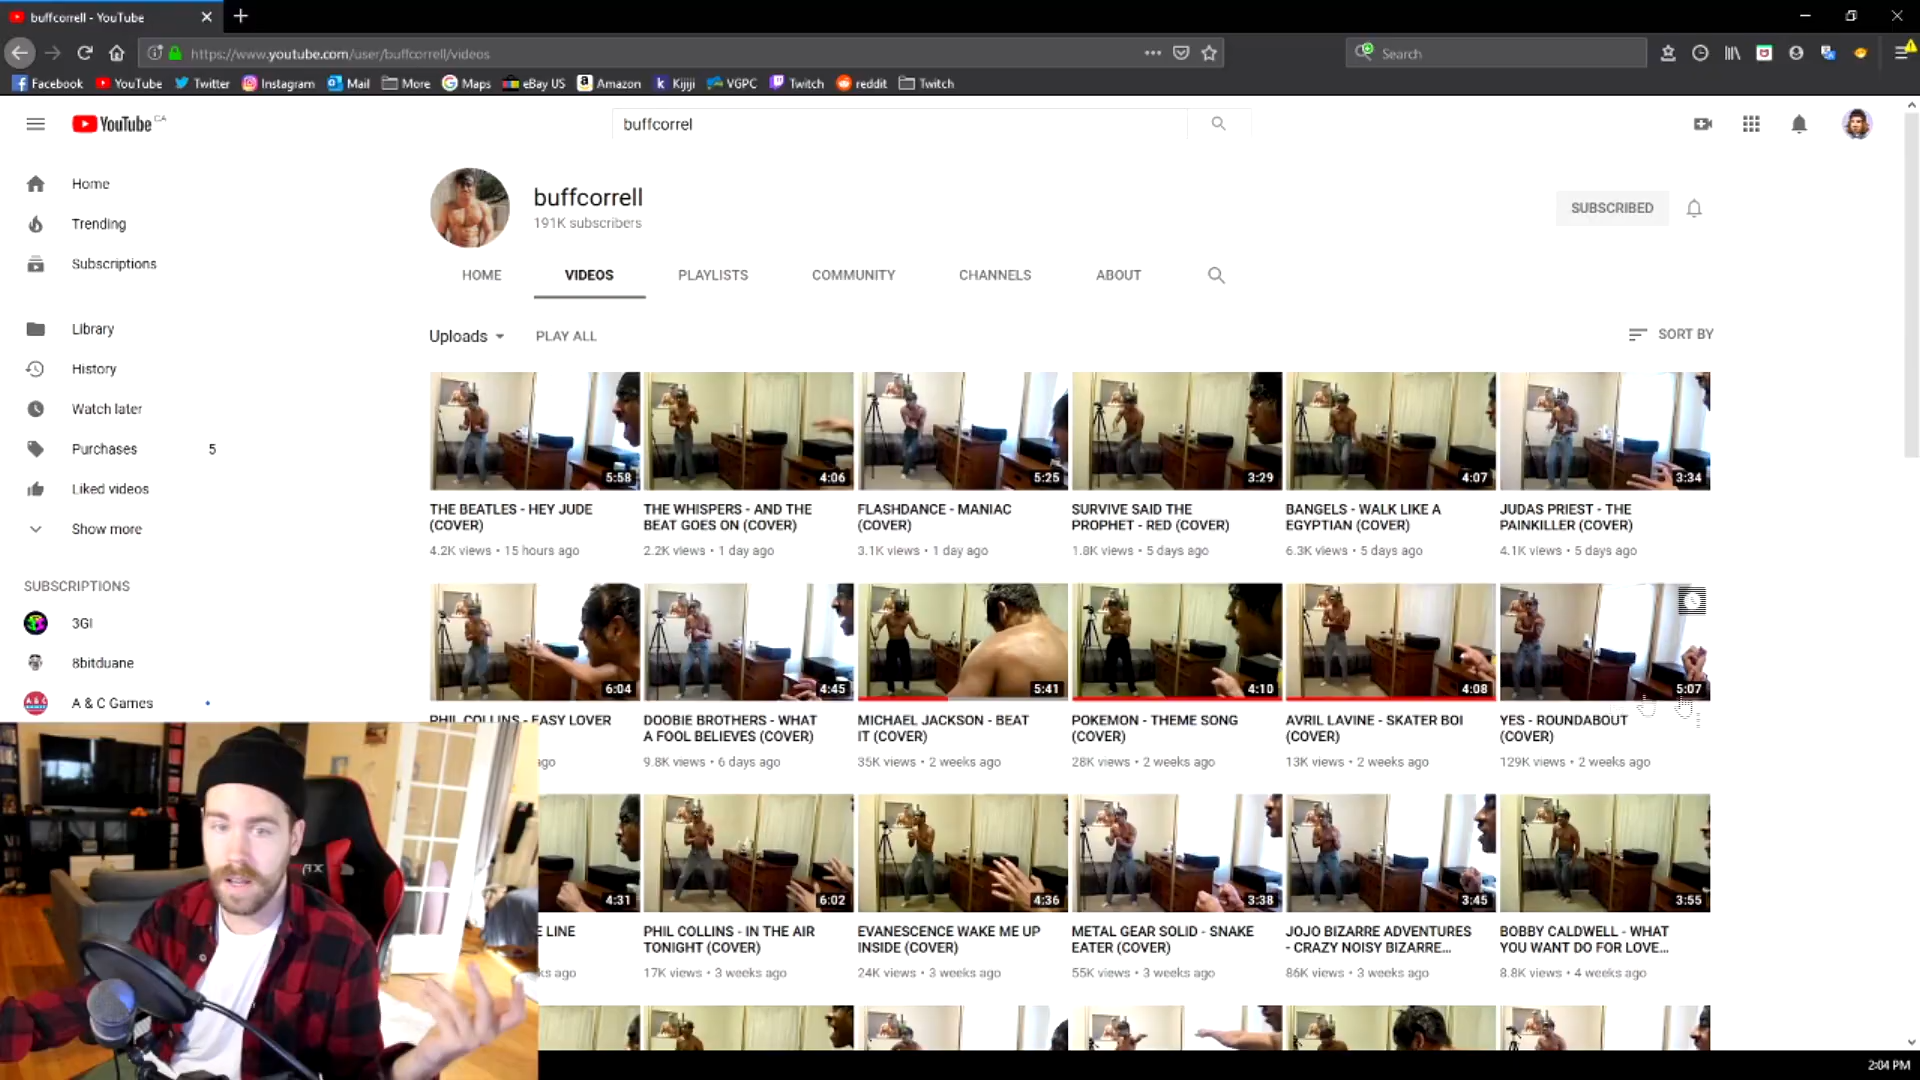 buffcorrell - YouTube
https://www.youtube.com/user/buffcorrell/videos
Search
Facebook YouTube Twitter Instagram Mail More Maps eBay US Amazon Kijiji VGPC Twitch reddit Twitch
YouTube CA
buffcorrel
Home
Trending
Subscriptions
Library
History
Watch later
Purchases 5
Liked videos
Show more
SUBSCRIPTIONS
3GI
8bitduane
A & C Games
buffcorrell
191K subscribers
SUBSCRIBED
HOME VIDEOS PLAYLISTS COMMUNITY CHANNELS ABOUT
Uploads PLAY ALL
SORT BY
5:58
THE BEATLES - HEY JUDE
(COVER)
4.2K views • 15 hours ago
4:06
THE WHISPERS - AND THE
BEAT GOES ON (COVER)
2.2K views • 1 day ago
5:25
FLASHDANCE - MANIAC
(COVER)
3.1K views • 1 day ago
3:29
SURVIVE SAID THE
PROPHET - RED (COVER)
1.8K views • 5 days ago
4:07
BANGELS - WALK LIKE A
EGYPTIAN (COVER)
6.3K views • 5 days ago
3:34
JUDAS PRIEST - THE
PAINKILLER (COVER)
4.1K views • 5 days ago
6:04
PHIL COLLINS - EASY LOVER
ago
4:45
DOOBIE BROTHERS - WHAT
A FOOL BELIEVES (COVER)
9.8K views • 6 days ago
5:41
MICHAEL JACKSON - BEAT
IT (COVER)
35K views • 2 weeks ago
4:10
POKEMON - THEME SONG
(COVER)
28K views • 2 weeks ago
4:08
AVRIL LAVINE - SKATER BOI
(COVER)
13K views • 2 weeks ago
5:07
YES - ROUNDABOUT
(COVER)
129K views • 2 weeks ago
4:31
E LINE
ks ago
6:02
PHIL COLLINS - IN THE AIR
TONIGHT (COVER)
17K views • 3 weeks ago
4:36
EVANESCENCE WAKE ME UP
INSIDE (COVER)
24K views • 3 weeks ago
3:38
METAL GEAR SOLID - SNAKE
EATER (COVER)
55K views • 3 weeks ago
3:45
JOJO BIZARRE ADVENTURES
- CRAZY NOISY BIZARRE...
86K views • 3 weeks ago
3:55
BOBBY CALDWELL - WHAT
YOU WANT DO FOR LOVE...
8.8K views • 4 weeks ago
2:04 PM